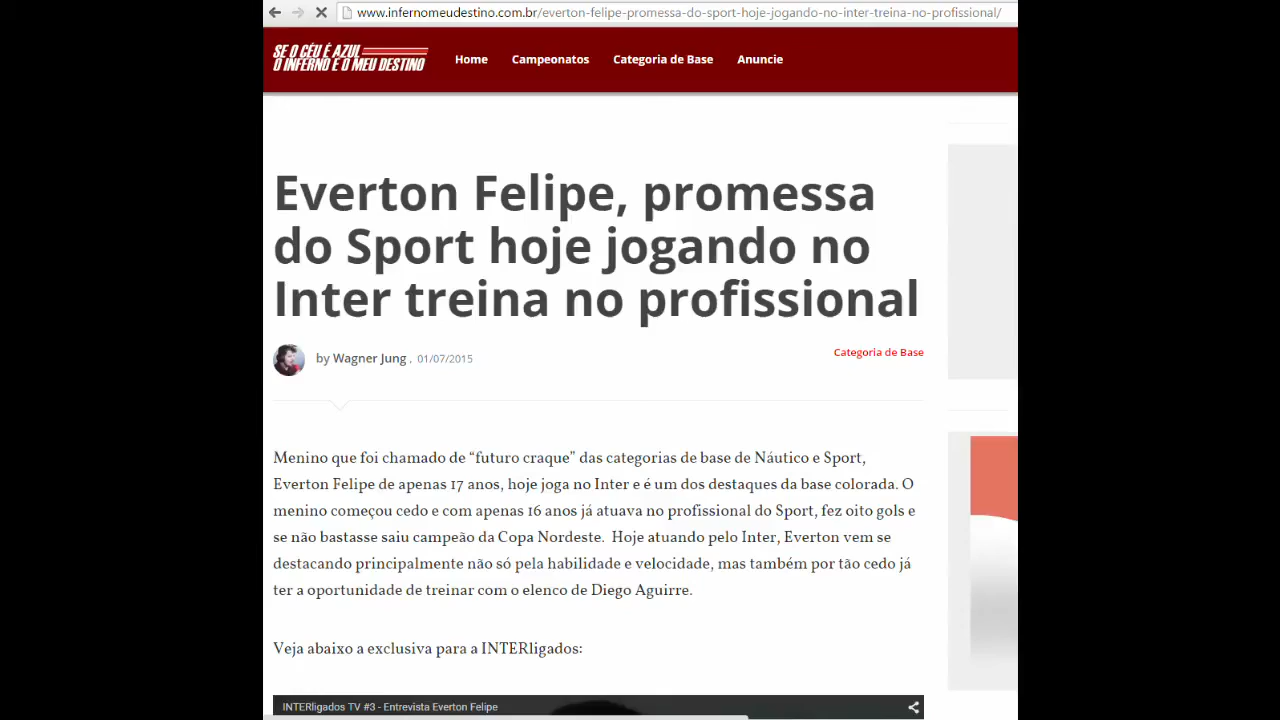 www.infernomeudestino.com.br/everton-felipe-promessa-do-sport-hoje-jogando-no-inter-treina-no-profissional/
SE O CÉU É AZUL
O INFERNO É O MEU DESTINO
Home Campeonatos Categoria de Base Anuncie
Everton Felipe, promessa
do Sport hoje jogando no
Inter treina no profissional
by Wagner Jung , 01/07/2015
Categoria de Base
Menino que foi chamado de “futuro craque” das categorias de base de Náutico e Sport,
Everton Felipe de apenas 17 anos, hoje joga no Inter e é um dos destaques da base colorada. O
menino começou cedo e com apenas 16 anos já atuava no profissional do Sport, fez oito gols e
se não bastasse saiu campeão da Copa Nordeste. Hoje atuando pelo Inter, Everton vem se
destacando principalmente não só pela habilidade e velocidade, mas também por tão cedo já
ter a oportunidade de treinar com o elenco de Diego Aguirre.
Veja abaixo a exclusiva para a INTERligados:
INTERligados TV #3 - Entrevista Everton Felipe